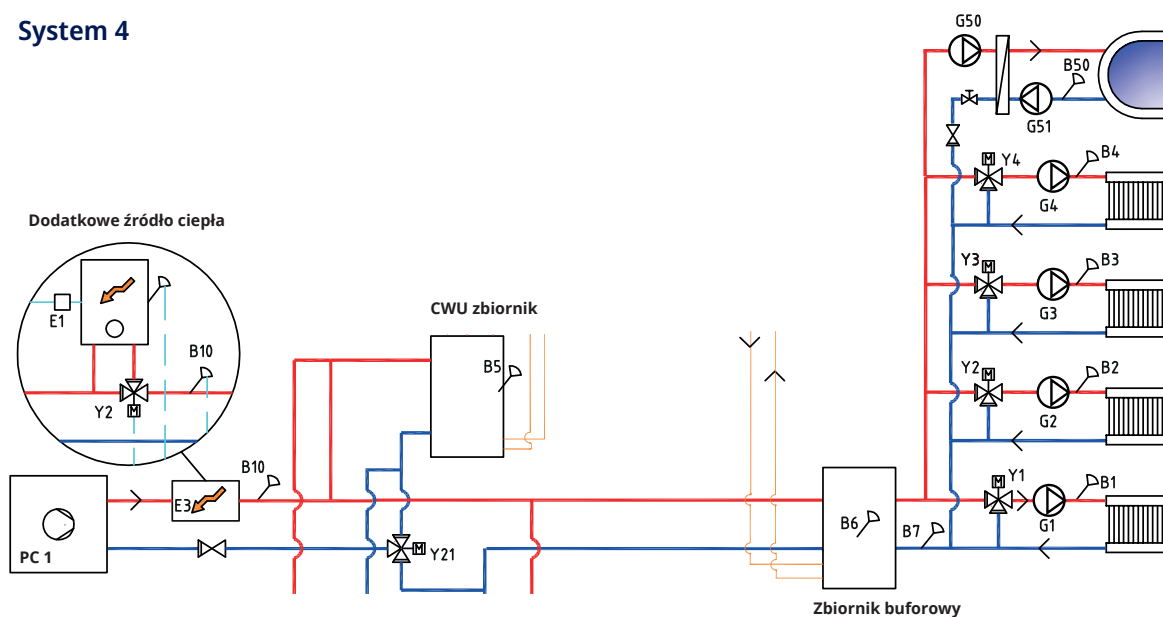 System 4
G50
B50
G51
Y4
B4
G4
Dodatkowe źródło ciepła
Y3
B3
G3
E1
CWU zbiornik
B10
B5
Y2
Y2
B2
G2
B10
E3
Y1
B1
B6
B7
G1
PC 1
Y21
Zbiornik buforowy
M
M
M
M
M
M